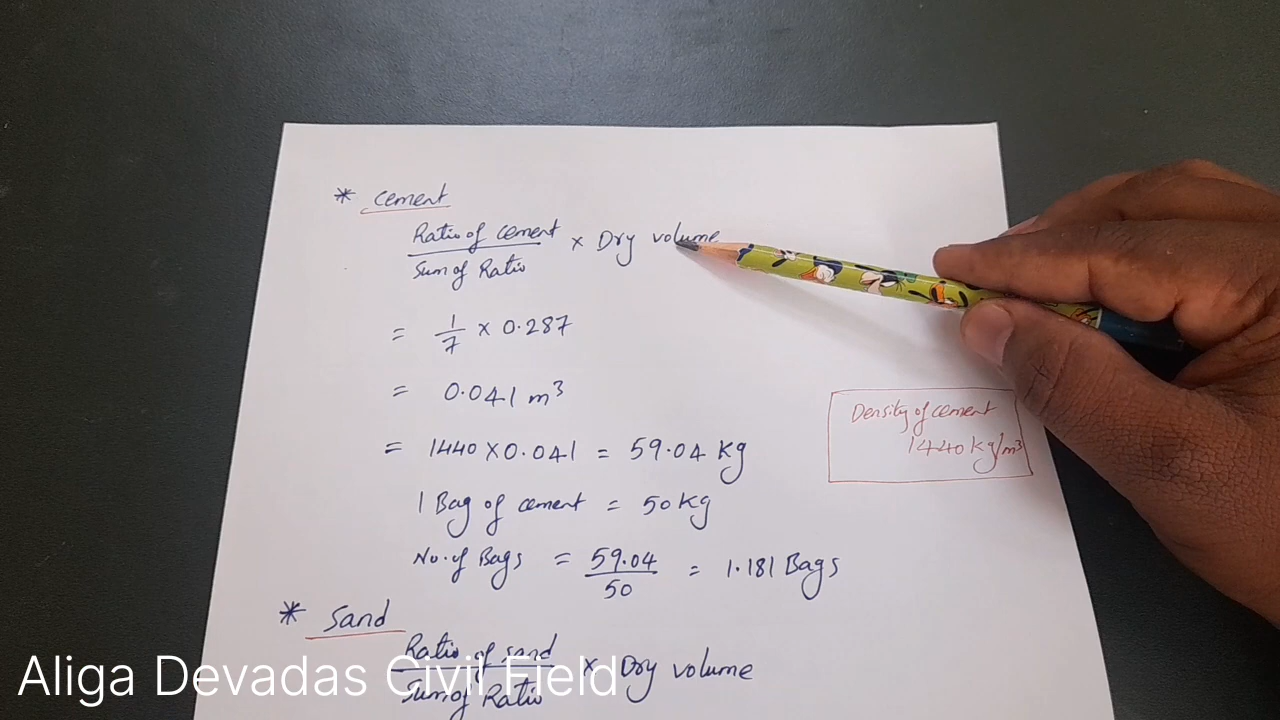 * Cement
Ratio of cement / Sum of Ratio × Dry volume
= 1/7 × 0.287
= 0.041 m³
= 1440 × 0.041 = 59.04 Kg
Density of cement
1440 Kg/m³
1 Bag of cement = 50 Kg
No. of Bags = 59.04/50 = 1.181 Bags
* Sand
Ratio of sand / Sum of Ratio × Dry volume
Aliga Devadas Civil Field